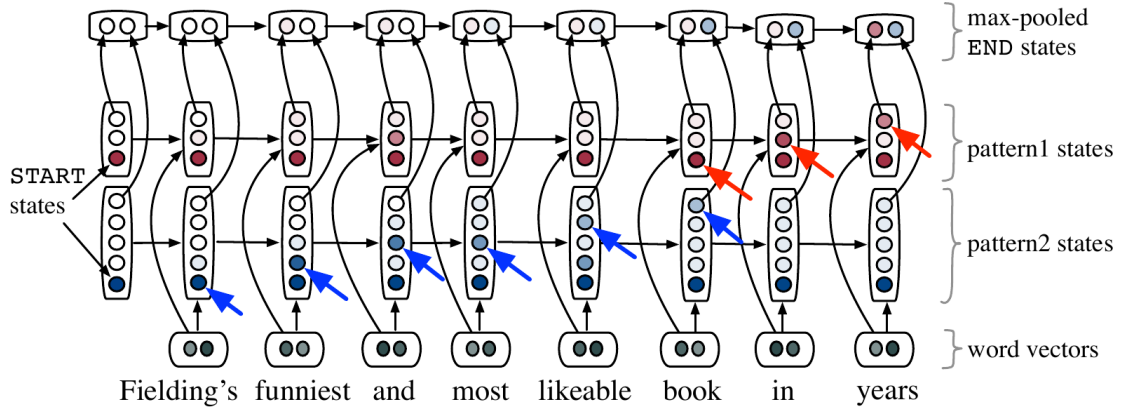 max-pooled
END states
pattern1 states
START
states
pattern2 states
word vectors
Fielding's funniest and most likeable book in years